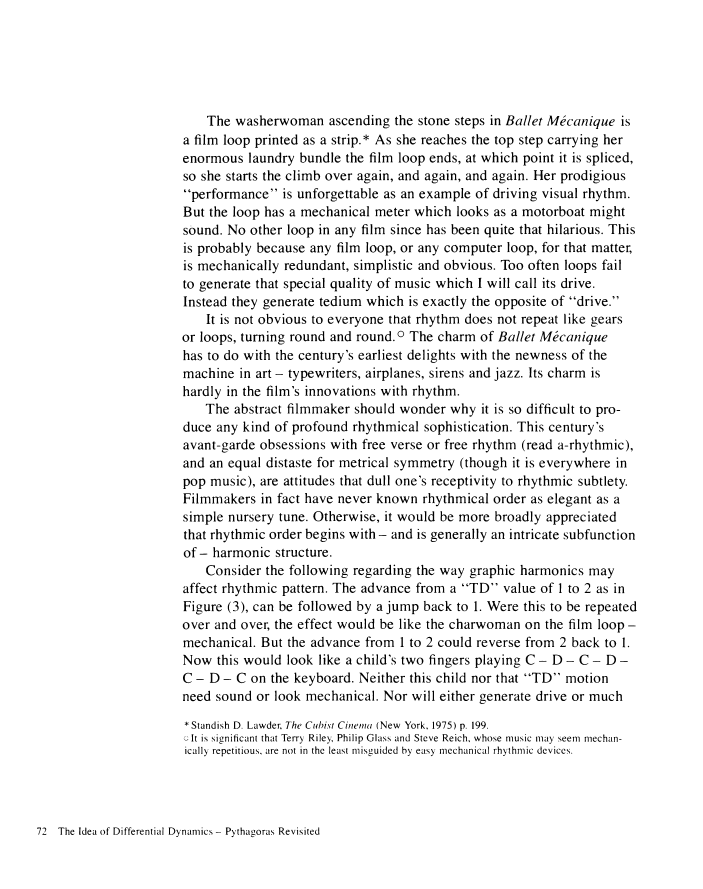 The washerwoman ascending the stone steps in Ballet Mécanique is
a film loop printed as a strip.* As she reaches the top step carrying her
enormous laundry bundle the film loop ends, at which point it is spliced,
so she starts the climb over again, and again, and again. Her prodigious
“performance” is unforgettable as an example of driving visual rhythm.
But the loop has a mechanical meter which looks as a motorboat might
sound. No other loop in any film since has been quite that hilarious. This
is probably because any film loop, or any computer loop, for that matter,
is mechanically redundant, simplistic and obvious. Too often loops fail
to generate that special quality of music which I will call its drive.
Instead they generate tedium which is exactly the opposite of “drive.”
It is not obvious to everyone that rhythm does not repeat like gears
or loops, turning round and round.○ The charm of Ballet Mécanique
has to do with the century’s earliest delights with the newness of the
machine in art – typewriters, airplanes, sirens and jazz. Its charm is
hardly in the film’s innovations with rhythm.
The abstract filmmaker should wonder why it is so difficult to pro-
duce any kind of profound rhythmical sophistication. This century’s
avant-garde obsessions with free verse or free rhythm (read a-rhythmic),
and an equal distaste for metrical symmetry (though it is everywhere in
pop music), are attitudes that dull one’s receptivity to rhythmic subtlety.
Filmmakers in fact have never known rhythmical order as elegant as a
simple nursery tune. Otherwise, it would be more broadly appreciated
that rhythmic order begins with – and is generally an intricate subfunction
of – harmonic structure.
Consider the following regarding the way graphic harmonics may
affect rhythmic pattern. The advance from a “TD” value of 1 to 2 as in
Figure (3), can be followed by a jump back to 1. Were this to be repeated
over and over, the effect would be like the charwoman on the film loop –
mechanical. But the advance from 1 to 2 could reverse from 2 back to 1.
Now this would look like a child’s two fingers playing C – D – C – D –
C – D – C on the keyboard. Neither this child nor that “TD” motion
need sound or look mechanical. Nor will either generate drive or much
* Standish D. Lawder, The Cubist Cinema (New York, 1975) p. 199.
○ It is significant that Terry Riley, Philip Glass and Steve Reich, whose music may seem mechan-
ically repetitious, are not in the least misguided by easy mechanical rhythmic devices.
72 The Idea of Differential Dynamics – Pythagoras Revisited